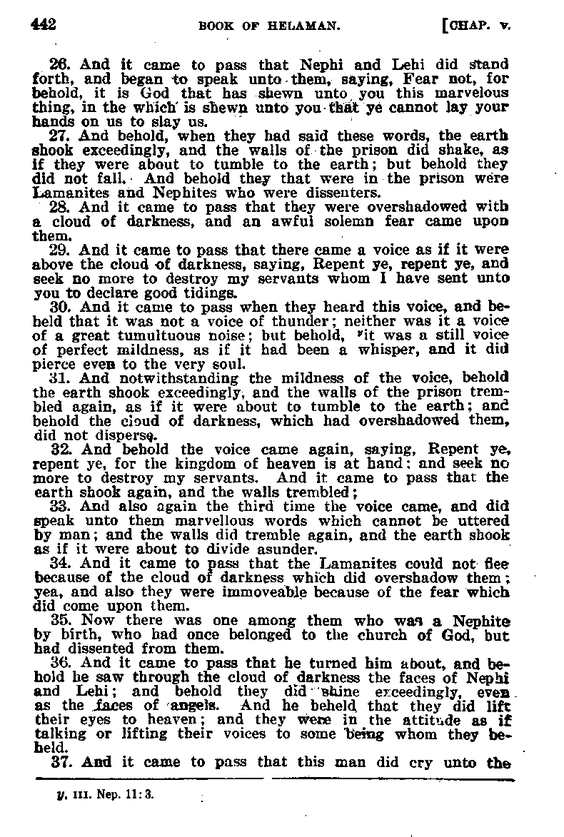 442 BOOK OF HELAMAN. [CHAP. v.
26. And it came to pass that Nephi and Lehi did stand
forth, and began to speak unto them, saying, Fear not, for
behold, it is God that has shewn unto you this marvelous
thing, in the which is shewn unto you that ye cannot lay your
hands on us to slay us.
27. And behold, when they had said these words, the earth
shook exceedingly, and the walls of the prison did shake, as
if they were about to tumble to the earth; but behold they
did not fall. And behold they that were in the prison were
Lamanites and Nephites who were dissenters.
28. And it came to pass that they were overshadowed with
a cloud of darkness, and an awful solemn fear came upon
them.
29. And it came to pass that there came a voice as if it were
above the cloud of darkness, saying, Repent ye, repent ye, and
seek no more to destroy my servants whom I have sent unto
you to declare good tidings.
30. And it came to pass when they heard this voice, and be-
held that it was not a voice of thunder; neither was it a voice
of a great tumultuous noise; but behold, yit was a still voice
of perfect mildness, as if it had been a whisper, and it did
pierce even to the very soul.
31. And notwithstanding the mildness of the voice, behold
the earth shook exceedingly, and the walls of the prison trem-
bled again, as if it were about to tumble to the earth; and
behold the cloud of darkness, which had overshadowed them,
did not disperse.
32. And behold the voice came again, saying, Repent ye,
repent ye, for the kingdom of heaven is at hand; and seek no
more to destroy my servants. And it came to pass that the
earth shook again, and the walls trembled;
33. And also again the third time the voice came, and did
speak unto them marvellous words which cannot be uttered
by man; and the walls did tremble again, and the earth shook
as if it were about to divide asunder.
34. And it came to pass that the Lamanites could not flee
because of the cloud of darkness which did overshadow them;
yea, and also they were immoveable because of the fear which
did come upon them.
35. Now there was one among them who was a Nephite
by birth, who had once belonged to the church of God, but
had dissented from them.
36. And it came to pass that he turned him about, and be-
hold he saw through the cloud of darkness the faces of Nephi
and Lehi; and behold they did shine exceedingly, even
as the faces of angels. And he beheld that they did lift
their eyes to heaven; and they were in the attitude as if
talking or lifting their voices to some being whom they be-
held.
37. And it came to pass that this man did cry unto the
y, III. Nep. 11:3.